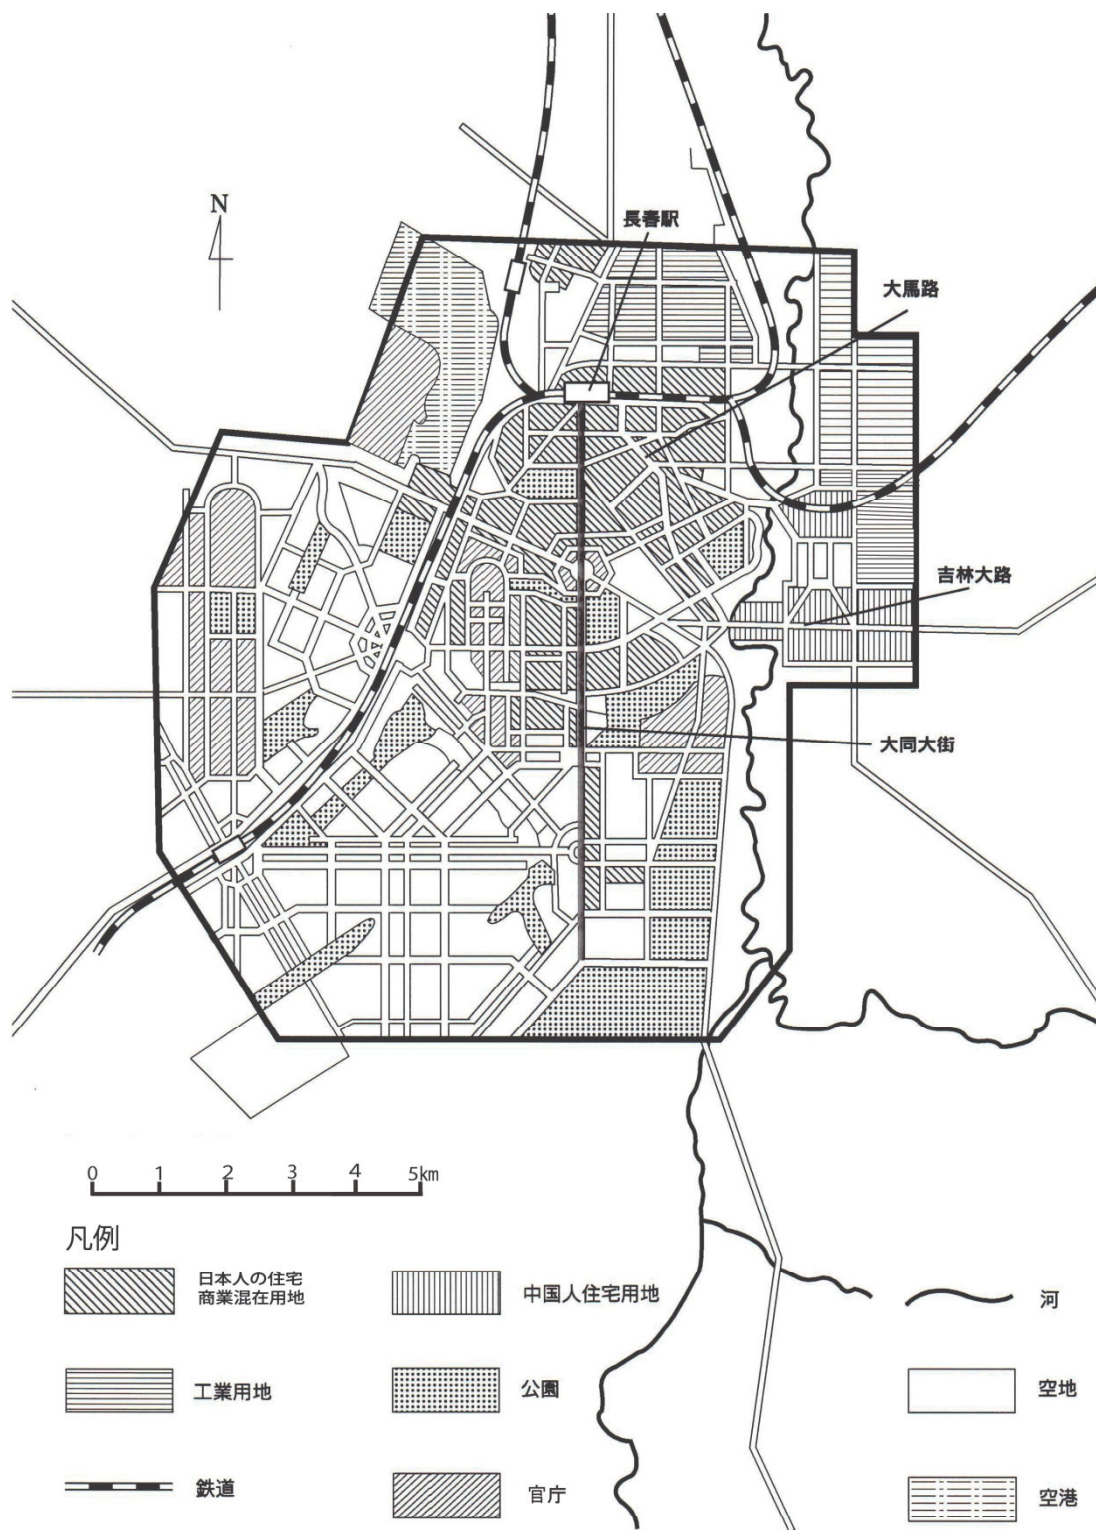 N
長春駅
大馬路
吉林大路
大同大街
0 1 2 3 4 5km
凡例
日本人の住宅
商業混在用地
中国人住宅用地
河
工業用地
公園
空地
鉄道
官庁
空港